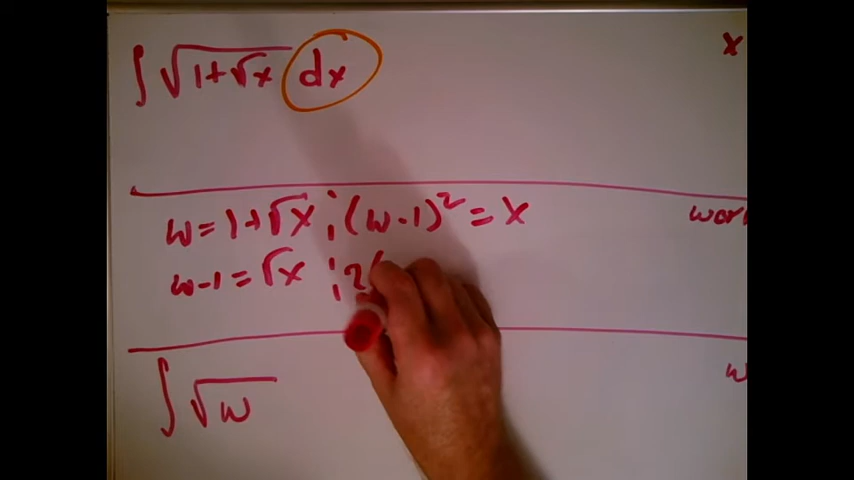 ∫ √(1+√x) dx
x
w=1+√x ¦ (w-1)² = x
w-1=√x ¦ 2(
∫ √w
w